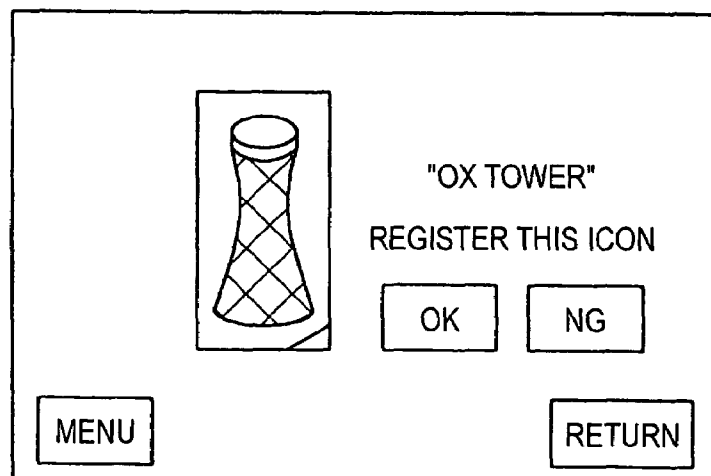 "OX TOWER"
REGISTER THIS ICON
OK NG
MENU RETURN